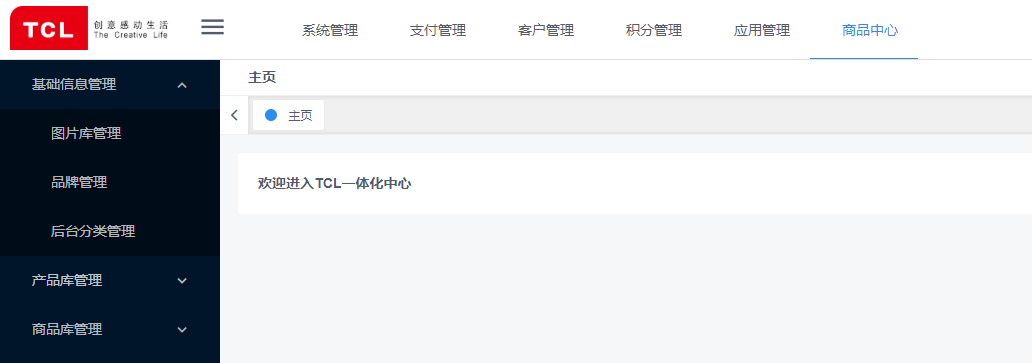 TCL 创意感动生活
The Creative Life
系统管理 支付管理 客户管理 积分管理 应用管理 商品中心
基础信息管理
图片库管理
品牌管理
后台分类管理
产品库管理
商品库管理
主页
主页
欢迎进入TCL一体化中心